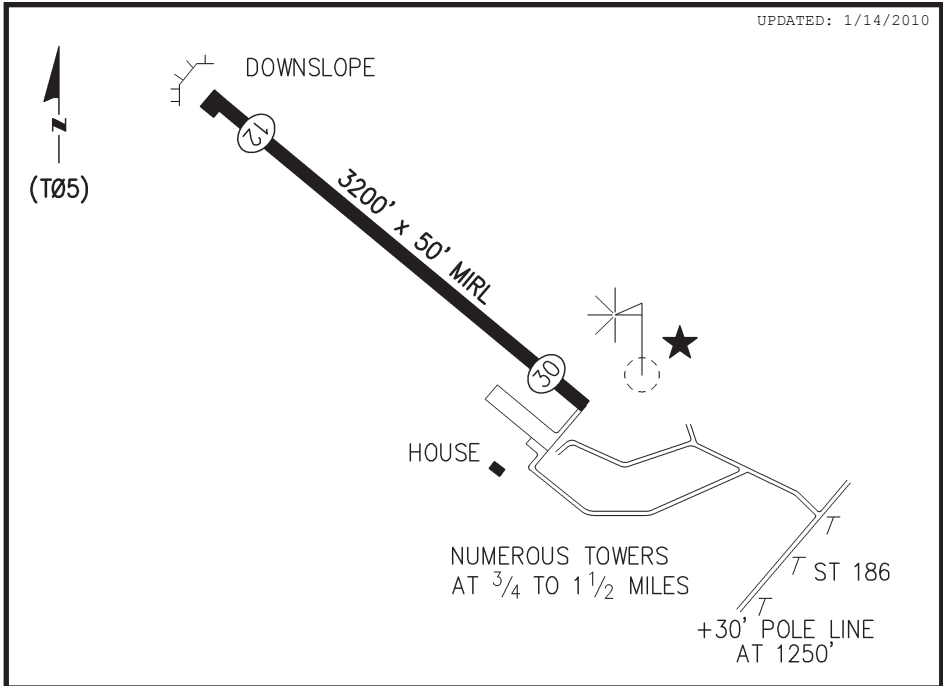 UPDATED: 1/14/2010
DOWNSLOPE
N
(TØ5)
12
3200' x 50' MIRL
30
HOUSE
NUMEROUS TOWERS
AT 3/4 TO 1 1/2 MILES
ST 186
+30' POLE LINE
AT 1250'